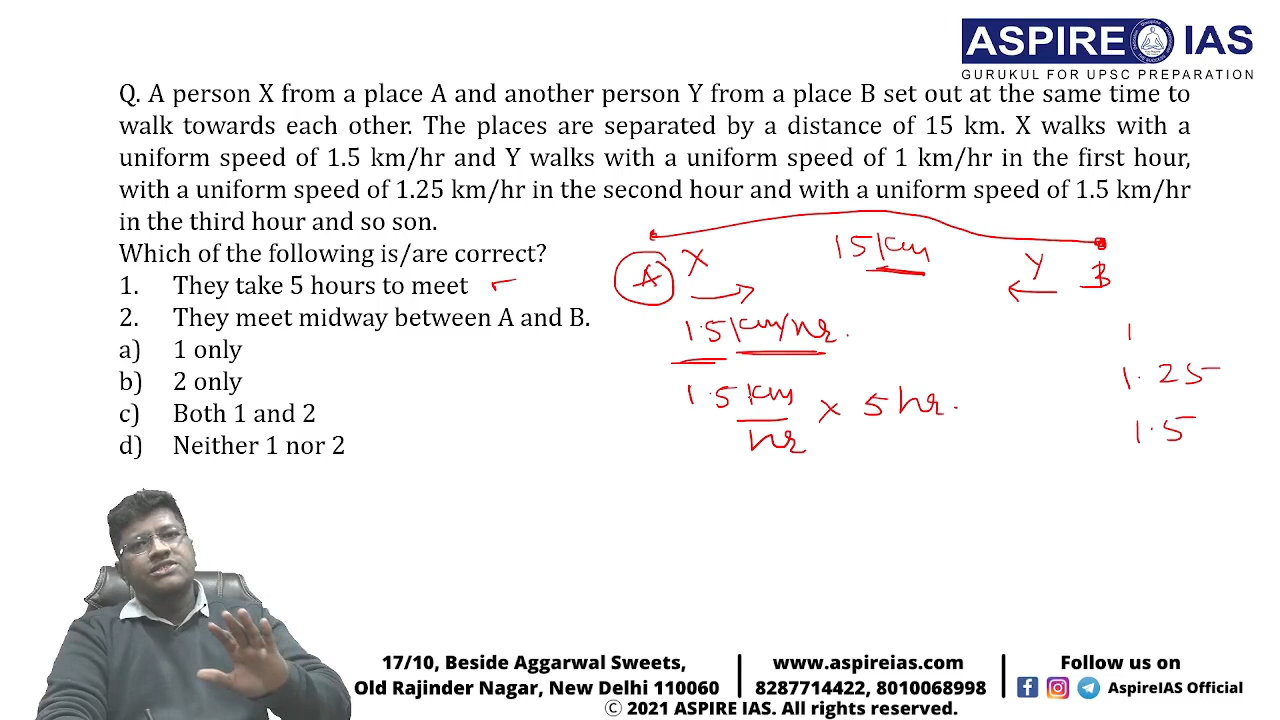 ASPIRE IAS
GURUKUL FOR UPSC PREPARATION
Q. A person X from a place A and another person Y from a place B set out at the same time to
walk towards each other. The places are separated by a distance of 15 km. X walks with a
uniform speed of 1.5 km/hr and Y walks with a uniform speed of 1 km/hr in the first hour,
with a uniform speed of 1.25 km/hr in the second hour and with a uniform speed of 1.5 km/hr
in the third hour and so son.
Which of the following is/are correct?
1. They take 5 hours to meet
2. They meet midway between A and B.
a) 1 only
b) 2 only
c) Both 1 and 2
d) Neither 1 nor 2
A X 15km Y B
1.5 km/hr.
1.5 km/hr × 5 hr.
1
1.25
1.5
17/10, Beside Aggarwal Sweets,
Old Rajinder Nagar, New Delhi 110060
www.aspireias.com
8287714422, 8010068998
Follow us on
AspireIAS Official
© 2021 ASPIRE IAS. All rights reserved.